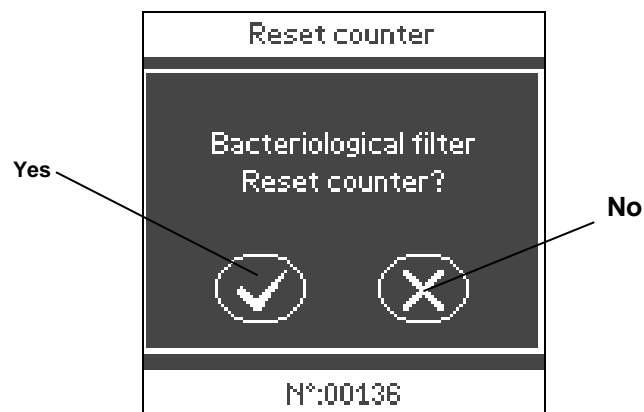 Reset counter
Bacteriological filter
Reset counter?
Yes
No
N°:00136